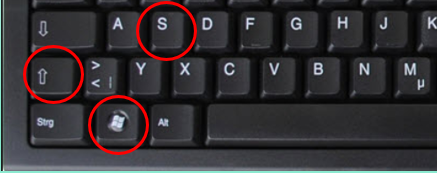 A S D F G H J K
> < | Y X C V B N M µ
Strg Alt